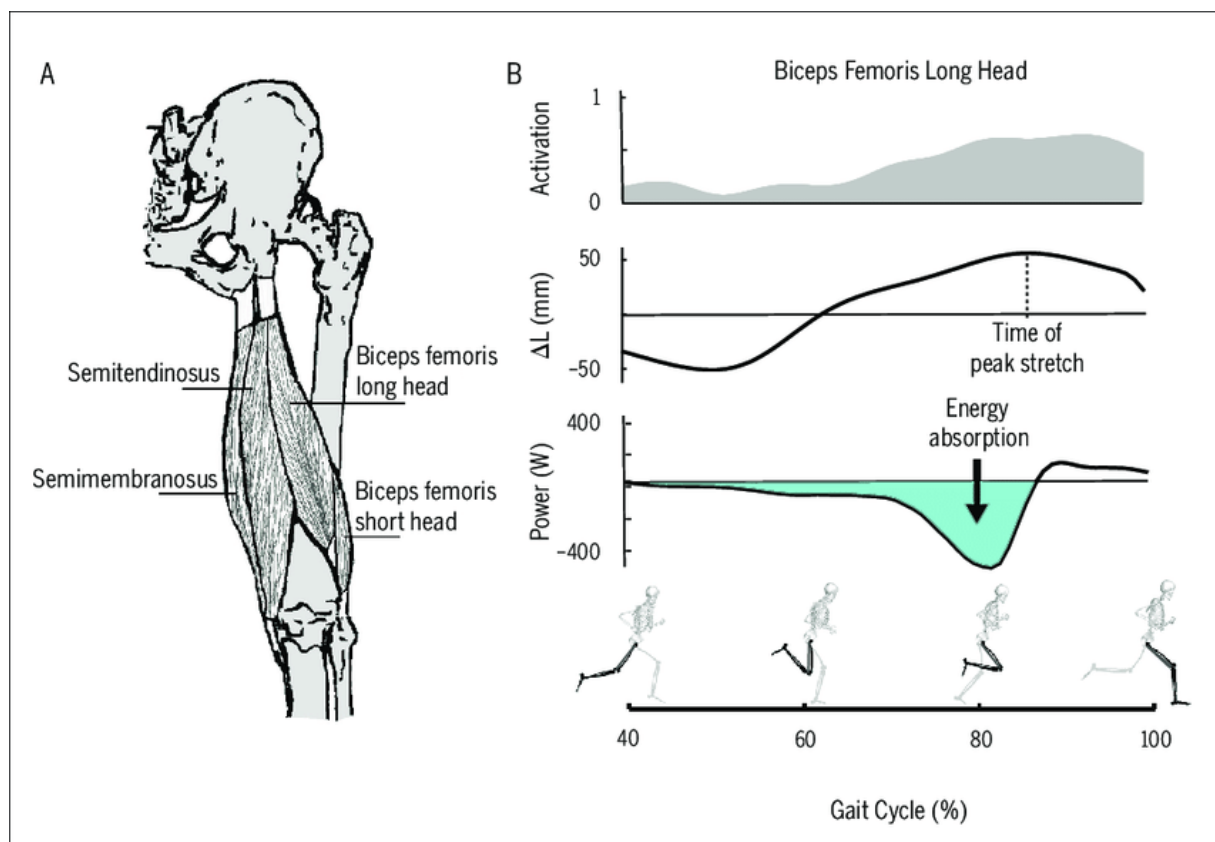 A
Semitendinosus
Biceps femoris
long head
Semimembranosus
Biceps femoris
short head
B
Biceps Femoris Long Head
Activation
1
0
ΔL (mm)
50
−50
Time of
peak stretch
Power (W)
400
−400
Energy
absorption
40 60 80 100
Gait Cycle (%)